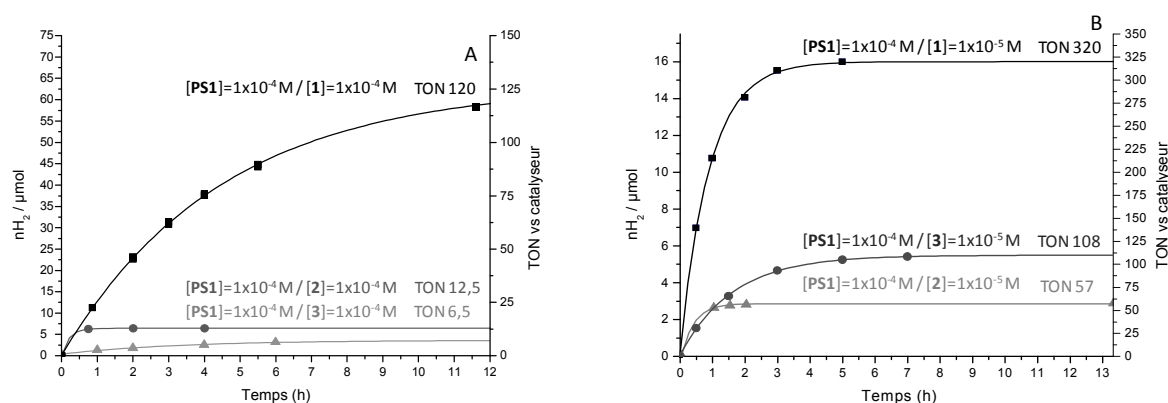 A
[PS1]=1x10⁻⁴ M / [1]=1x10⁻⁴ M TON 120
[PS1]=1x10⁻⁴ M / [2]=1x10⁻⁴ M TON 12,5
[PS1]=1x10⁻⁴ M / [3]=1x10⁻⁴ M TON 6,5
nH₂ / µmol
75
70
65
60
55
50
45
40
35
30
25
20
15
10
5
0
0 1 2 3 4 5 6 7 8 9 10 11 12
Temps (h)
150
125
100
75
50
25
0
TON vs catalyseur
B
[PS1]=1x10⁻⁴ M / [1]=1x10⁻⁵ M TON 320
[PS1]=1x10⁻⁴ M / [3]=1x10⁻⁵ M TON 108
[PS1]=1x10⁻⁴ M / [2]=1x10⁻⁵ M TON 57
nH₂ / µmol
16
14
12
10
8
6
4
2
0
0 1 2 3 4 5 6 7 8 9 10 11 12 13
Temps (h)
350
325
300
275
250
225
200
175
150
125
100
75
50
25
0
TON vs catalyseur